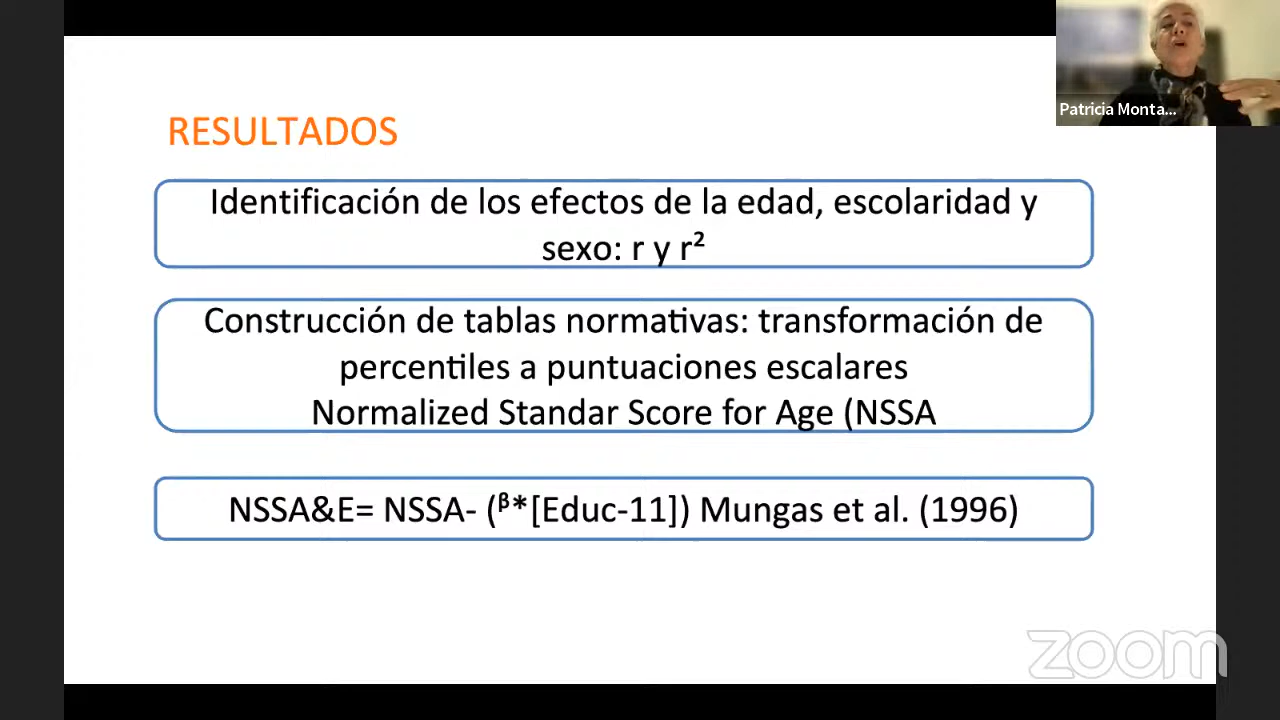 Patricia Monta...
RESULTADOS
Identificación de los efectos de la edad, escolaridad y
sexo: r y r²
Construcción de tablas normativas: transformación de
percentiles a puntuaciones escalares
Normalized Standar Score for Age (NSSA
NSSA&E= NSSA- (ᵝ*[Educ-11]) Mungas et al. (1996)
zoom